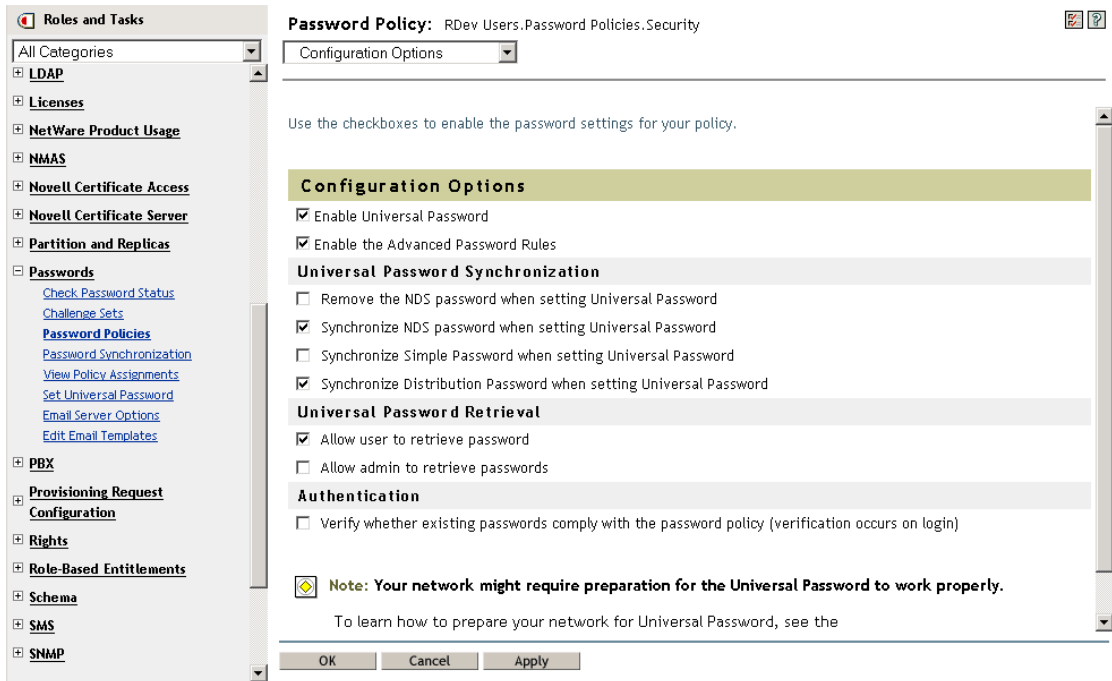 Roles and Tasks
All Categories
LDAP
Licenses
NetWare Product Usage
NMAS
Novell Certificate Access
Novell Certificate Server
Partition and Replicas
Passwords
Check Password Status
Challenge Sets
Password Policies
Password Synchronization
View Policy Assignments
Set Universal Password
Email Server Options
Edit Email Templates
PBX
Provisioning Request
Configuration
Rights
Role-Based Entitlements
Schema
SMS
SNMP
Password Policy: RDev Users.Password Policies.Security
Configuration Options
Use the checkboxes to enable the password settings for your policy.
Configuration Options
Enable Universal Password
Enable the Advanced Password Rules
Universal Password Synchronization
Remove the NDS password when setting Universal Password
Synchronize NDS password when setting Universal Password
Synchronize Simple Password when setting Universal Password
Synchronize Distribution Password when setting Universal Password
Universal Password Retrieval
Allow user to retrieve password
Allow admin to retrieve passwords
Authentication
Verify whether existing passwords comply with the password policy (verification occurs on login)
Note: Your network might require preparation for the Universal Password to work properly.
To learn how to prepare your network for Universal Password, see the
OK Cancel Apply